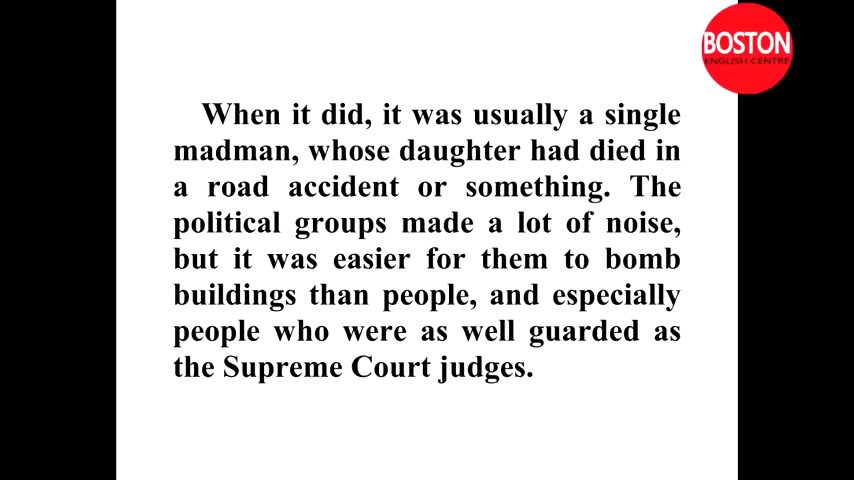 BOSTON
ENGLISH CENTRE
When it did, it was usually a single
madman, whose daughter had died in
a road accident or something. The
political groups made a lot of noise,
but it was easier for them to bomb
buildings than people, and especially
people who were as well guarded as
the Supreme Court judges.